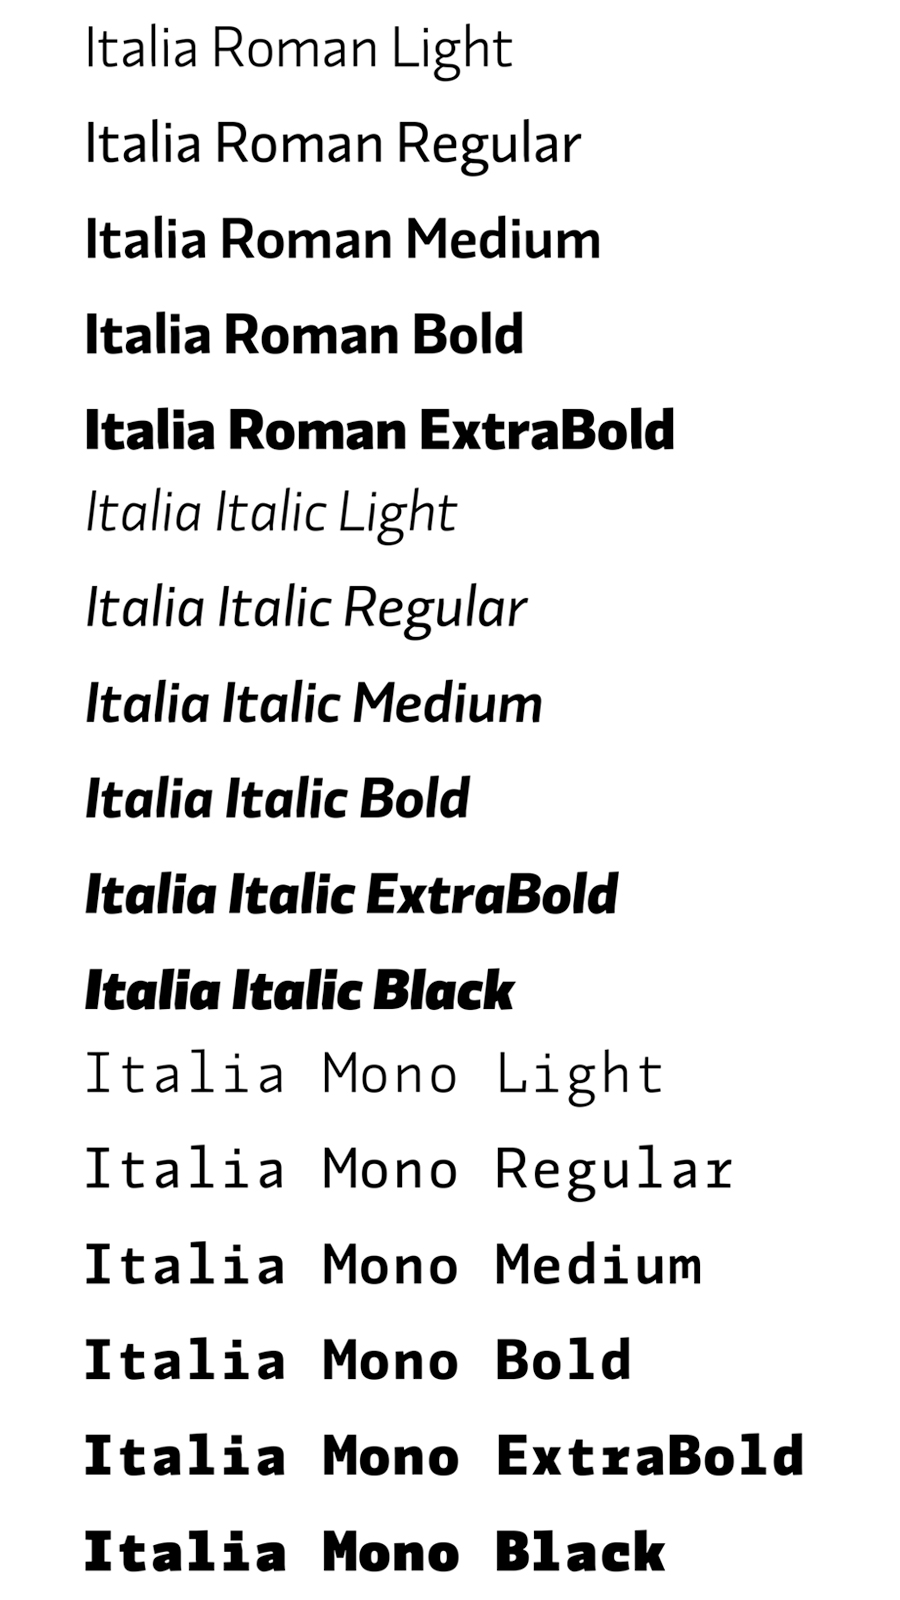 Italia Roman Light
Italia Roman Regular
Italia Roman Medium
Italia Roman Bold
Italia Roman ExtraBold
Italia Italic Light
Italia Italic Regular
Italia Italic Medium
Italia Italic Bold
Italia Italic ExtraBold
Italia Italic Black
Italia Mono Light
Italia Mono Regular
Italia Mono Medium
Italia Mono Bold
Italia Mono ExtraBold
Italia Mono Black